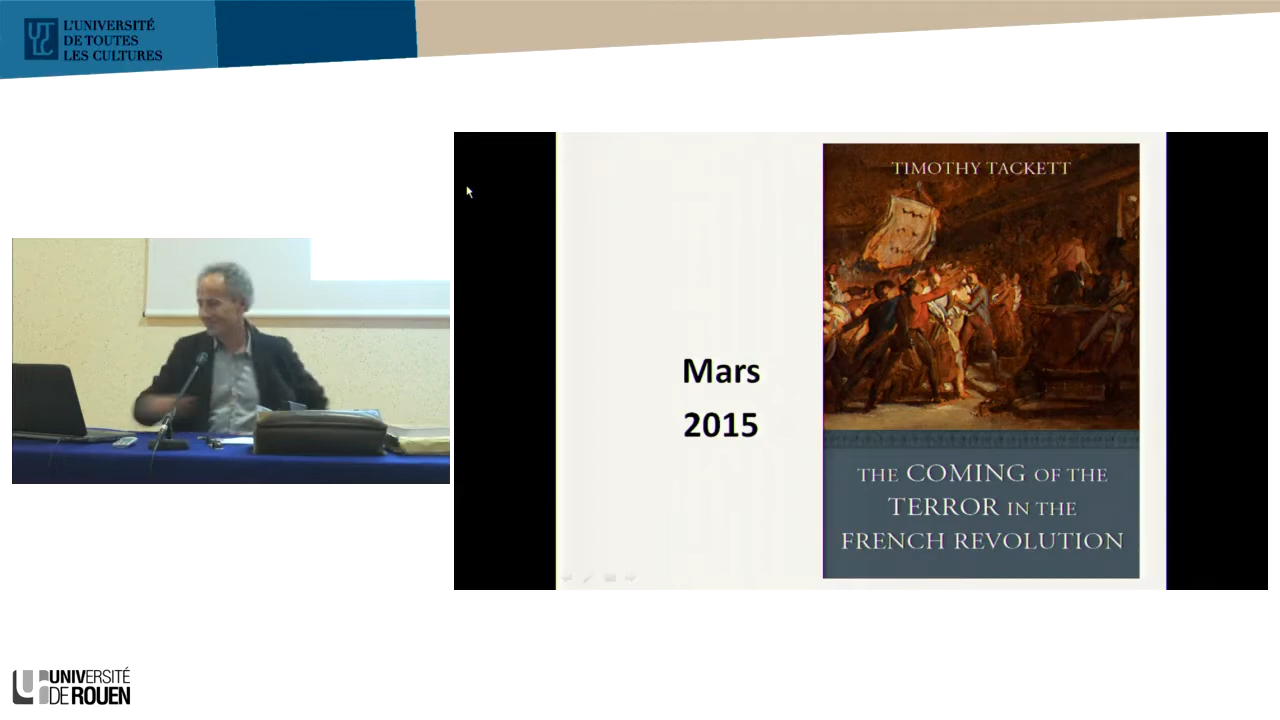 L'UNIVERSITÉ
DE TOUTES
LES CULTURES
Mars
2015
TIMOTHY TACKETT
THE COMING OF THE
TERROR IN THE
FRENCH REVOLUTION
UNIVERSITÉ
DE ROUEN